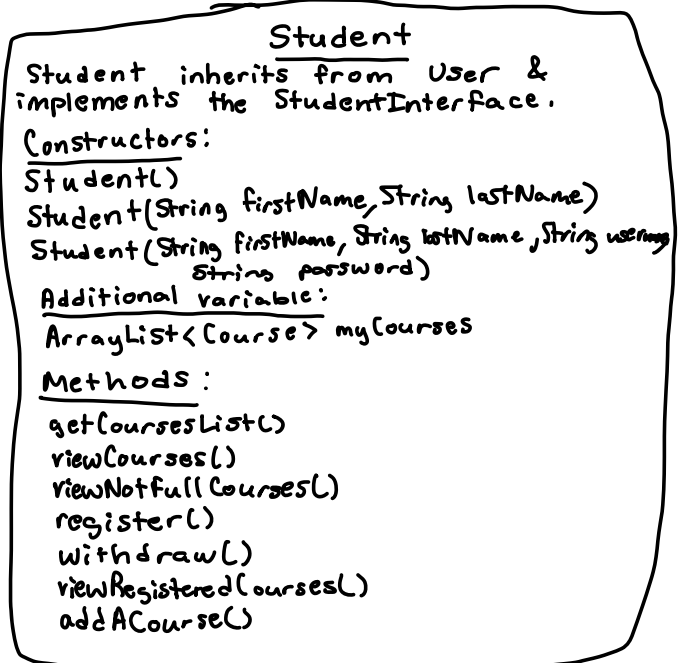 Student
Student inherits from User &
implements the StudentInterface.
Constructors:
Student()
Student(String firstName, String lastName)
Student(String firstName, String lastName, String
String password)
Additional variable:
ArrayList<Course> myCourses
Methods:
getCoursesList()
viewCourses()
viewNotFullCourses()
register()
withdraw()
viewRegisteredCourses()
addACourse()